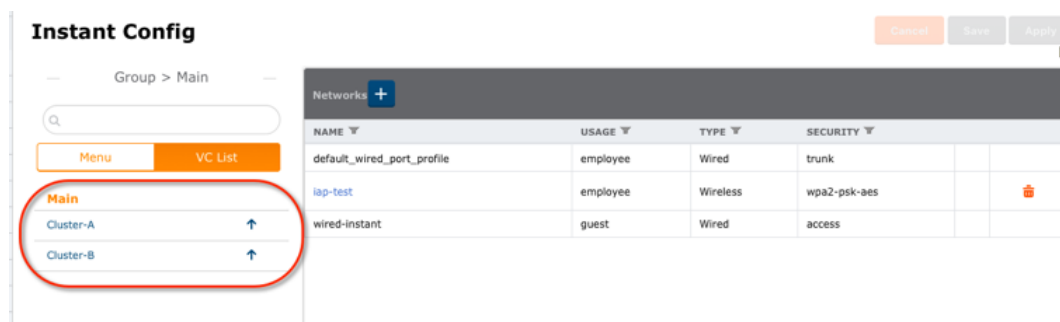 Instant Config
Cancel
Save
Apply
Group > Main
Menu
VC List
Main
Cluster-A
Cluster-B
Networks +
NAME USAGE TYPE SECURITY
default_wired_port_profile employee Wired trunk
iap-test employee Wireless wpa2-psk-aes
wired-instant guest Wired access